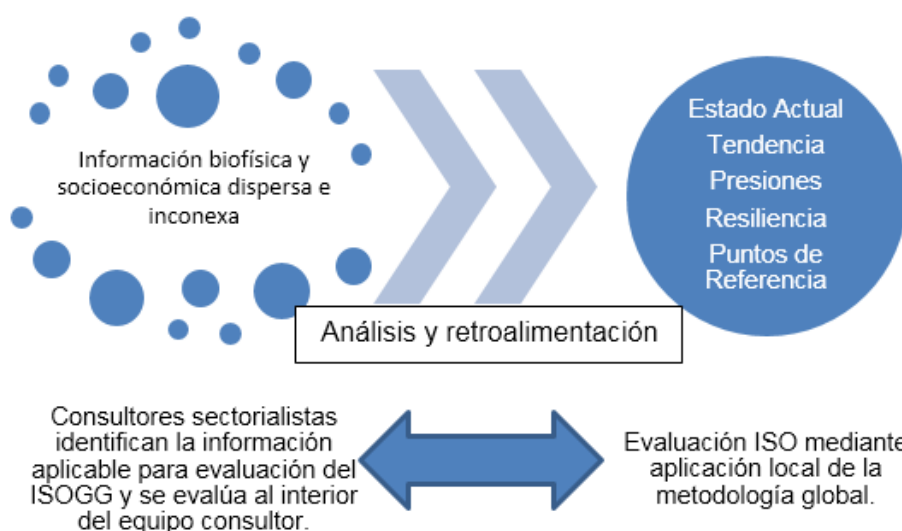 Información biofísica y
socioeconómica dispersa e
inconexa
Estado Actual
Tendencia
Presiones
Resiliencia
Puntos de
Referencia
Análisis y retroalimentación
Consultores sectorialistas
identifican la información
aplicable para evaluación del
ISOGG y se evalúa al interior
del equipo consultor.
Evaluación ISO mediante
aplicación local de la
metodología global.